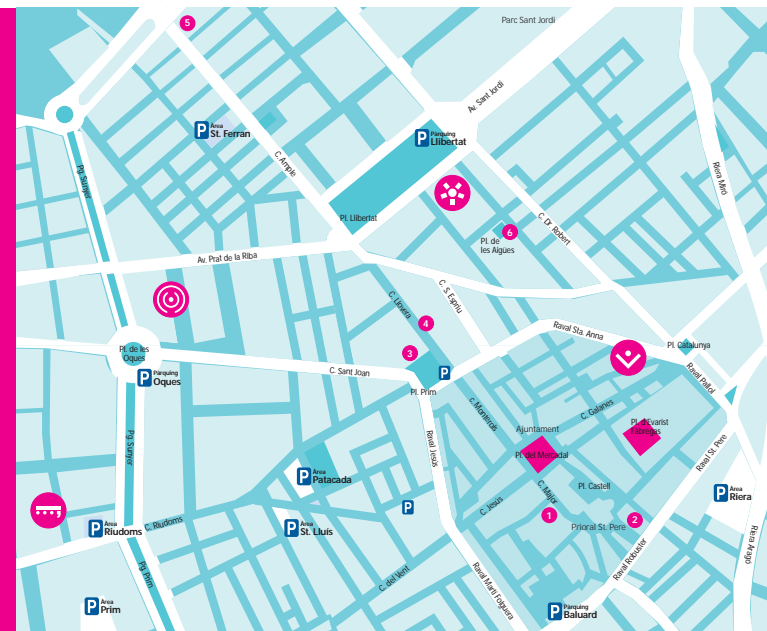 5
Parc Sant Jordi
Av. Sant Jordi
P Àrea
St. Ferran
P Pàrquing
Llibertat
C. Ample
Pg. Sunyer
Riera Miró
Pl. Llibertat
C. Dr. Robert
6
Pl. de
les Aigües
Av. Prat de la Riba
C. Llovera
C. S. Espriu
4
Raval Sta. Anna
Pl. Catalunya
3
Pl. de les
Oques
P Pàrquing
Oques
C. Sant Joan
P
Pl. Prim
Raval Pallol
c. Monterols
C. Galanes
Pl. d'Evarist
Fàbregas
Ajuntament
Pl. del Mercadal
Raval Jesús
Pg. Sunyer
Raval St. Pere
P Àrea
Patacada
Pl. Castell
C. Major
C. Jesús
P Àrea
Riera
P
1
2
Prioral St. Pere
P Àrea
Riudoms
C. Riudoms
P Àrea
St. Lluís
Riera Aragó
Raval Robuster
Pg. Prim
C. del Vent
Raval Martí Folguera
P Àrea
Prim
P Pàrquing
Baluard